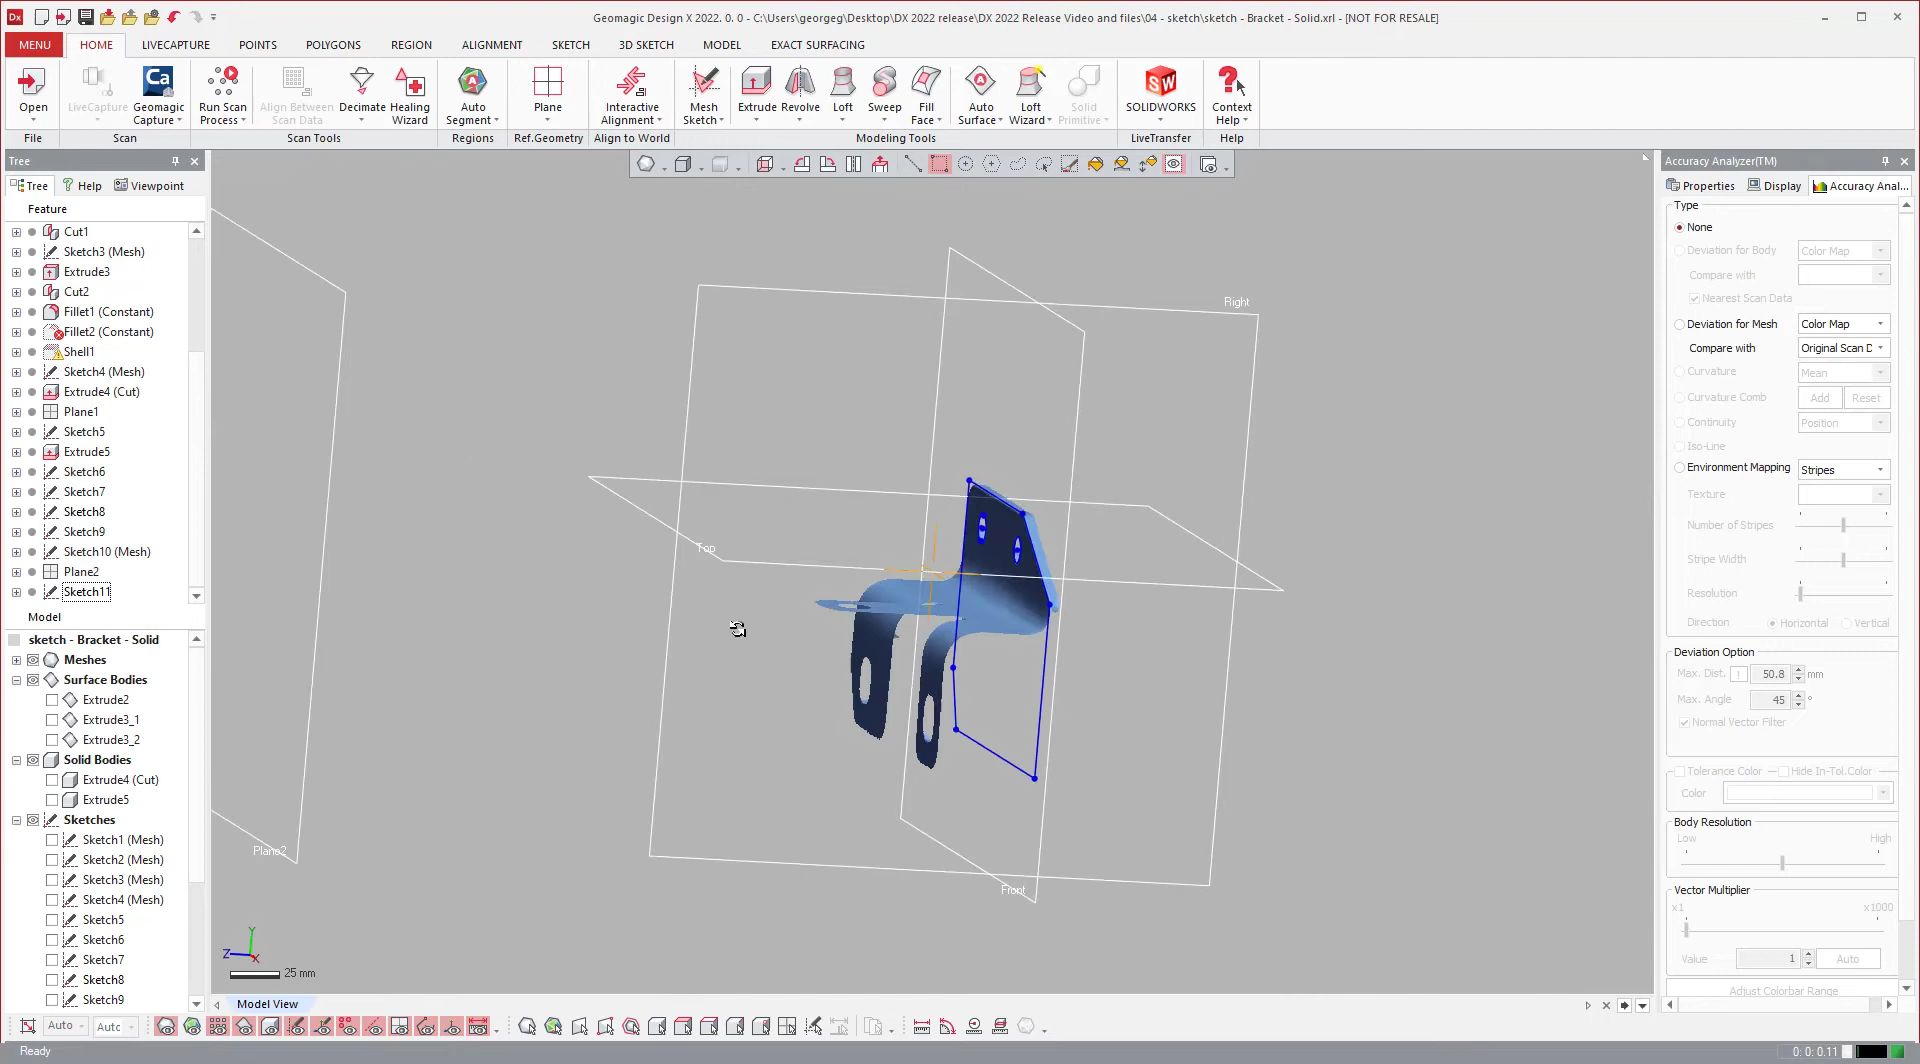 Geomagic Design X 2022. 0. 0 - C:\Users\georgeg\Desktop\DX 2022 release\DX 2022 Release Video and files\04 - sketch\sketch - Bracket - Solid.xrl - [NOT FOR RESALE]
MENU HOME LIVECAPTURE POINTS POLYGONS REGION ALIGNMENT SKETCH 3D SKETCH MODEL EXACT SURFACING
Open
LiveCapture
Geomagic Capture
Run Scan Process
Align Between Scan Data
Decimate
Healing Wizard
Auto Segment
Plane
Interactive Alignment
Mesh Sketch
Extrude
Revolve
Loft
Sweep
Fill Face
Auto Surface
Loft Wizard
Solid Primitive
SOLIDWORKS
Context Help
File Scan Scan Tools Regions Ref.Geometry Align to World Modeling Tools LiveTransfer Help
Tree
Tree Help Viewpoint
Feature
Cut1
Sketch3 (Mesh)
Extrude3
Cut2
Fillet1 (Constant)
Fillet2 (Constant)
Shell1
Sketch4 (Mesh)
Extrude4 (Cut)
Plane1
Sketch5
Extrude5
Sketch6
Sketch7
Sketch8
Sketch9
Sketch10 (Mesh)
Plane2
Sketch11
Model
sketch - Bracket - Solid
Meshes
Surface Bodies
Extrude2
Extrude3_1
Extrude3_2
Solid Bodies
Extrude4 (Cut)
Extrude5
Sketches
Sketch1 (Mesh)
Sketch2 (Mesh)
Sketch3 (Mesh)
Sketch4 (Mesh)
Sketch5
Sketch6
Sketch7
Sketch8
Sketch9
Right
Top
Front
Plane2
Y
Z
X
25 mm
Model View
Accuracy Analyzer(TM)
Properties Display Accuracy Anal...
Type
None
Deviation for Body Color Map
Compare with
Nearest Scan Data
Deviation for Mesh Color Map
Compare with Original Scan D
Curvature Mean
Curvature Comb Add Reset
Continuity Position
Iso-Line
Environment Mapping Stripes
Texture
Number of Stripes
Stripe Width
Resolution
Direction Horizontal Vertical
Deviation Option
Max. Dist. ! 50.8 mm
Max. Angle 45 °
Normal Vector Filter
Tolerance Color Hide In-Tol.Color
Color
Body Resolution
Low High
Vector Multiplier
x1 x1000
Value 1 Auto
Adjust Colorbar Range
Auto Auto
Ready
0: 0: 0.11